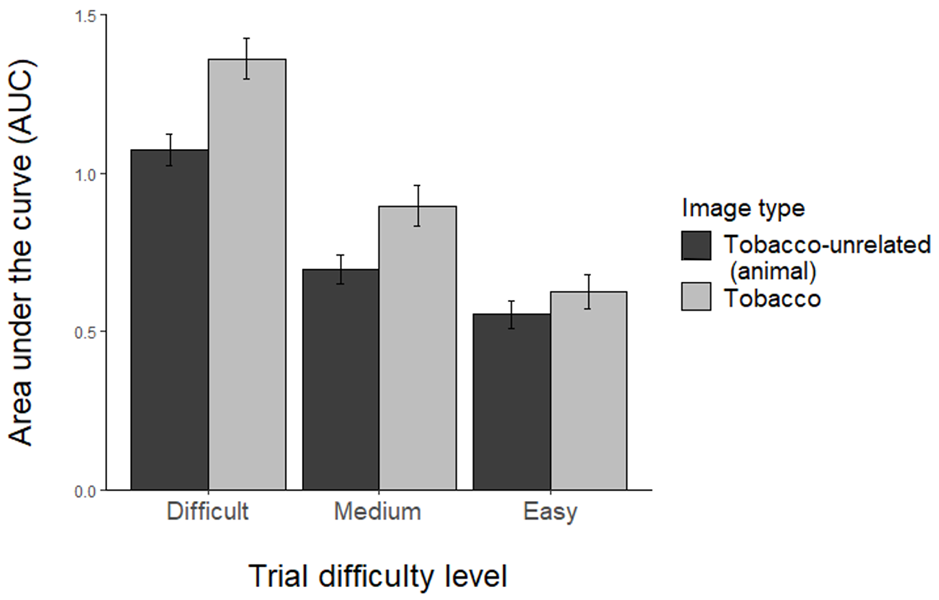 Area under the curve (AUC)
1.5
1.0
0.5
0.0
Difficult
Medium
Easy
Trial difficulty level
Image type
Tobacco-unrelated
(animal)
Tobacco